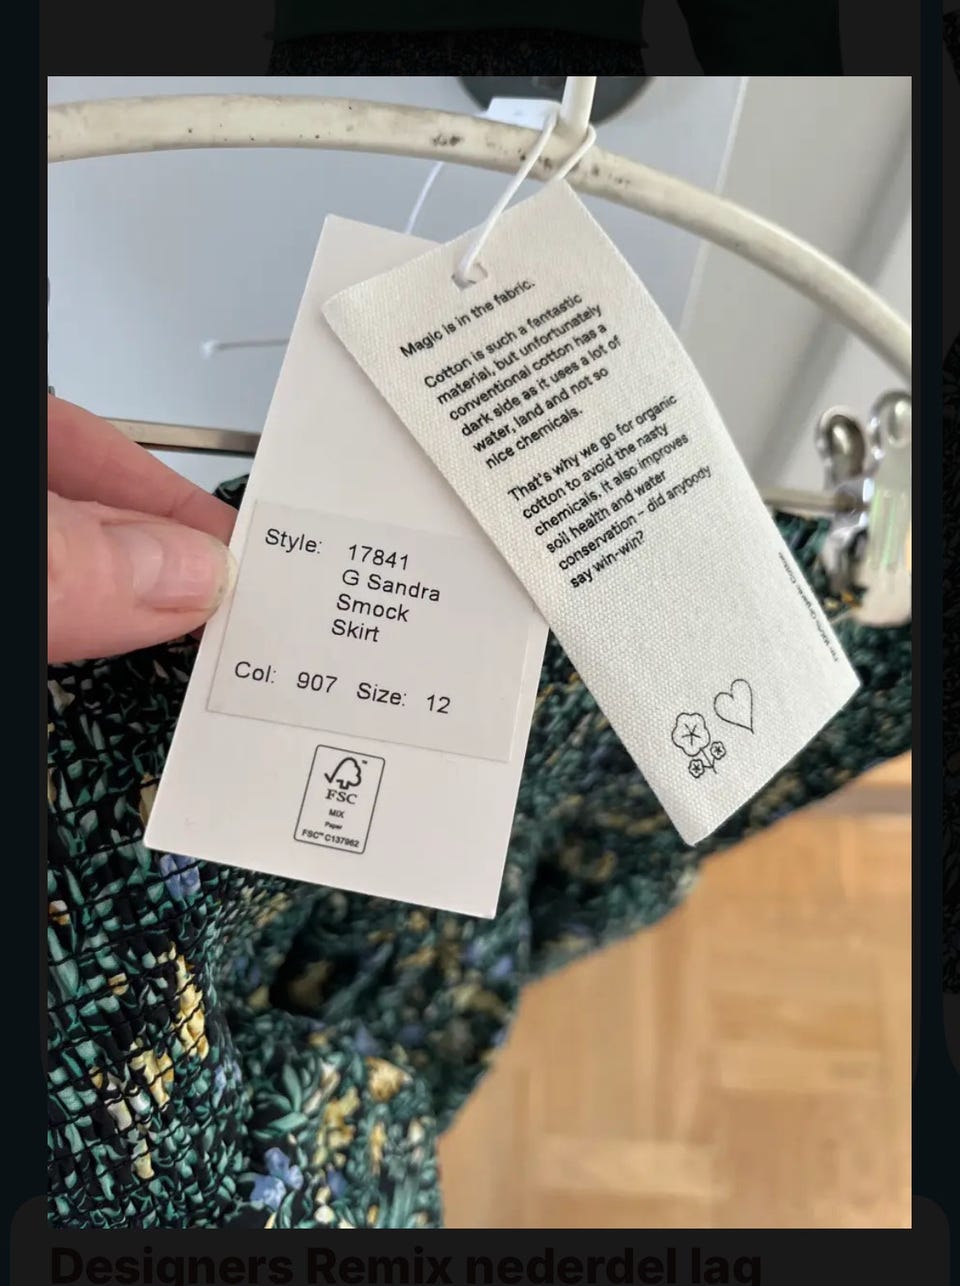 Magic is in the fabric.
Cotton is such a fantastic
material, but unfortunately
conventional cotton has a
dark side as it uses a lot of
water, land and not so
nice chemicals.
That's why we go for organic
cotton to avoid the nasty
chemicals. It also improves
soil health and water
conservation – did anybody
say win-win?
Style: 17841
G Sandra
Smock
Skirt
Col: 907 Size: 12
FSC
MIX
Paper
FSC™ C137962
Designers Remix nederdel lag